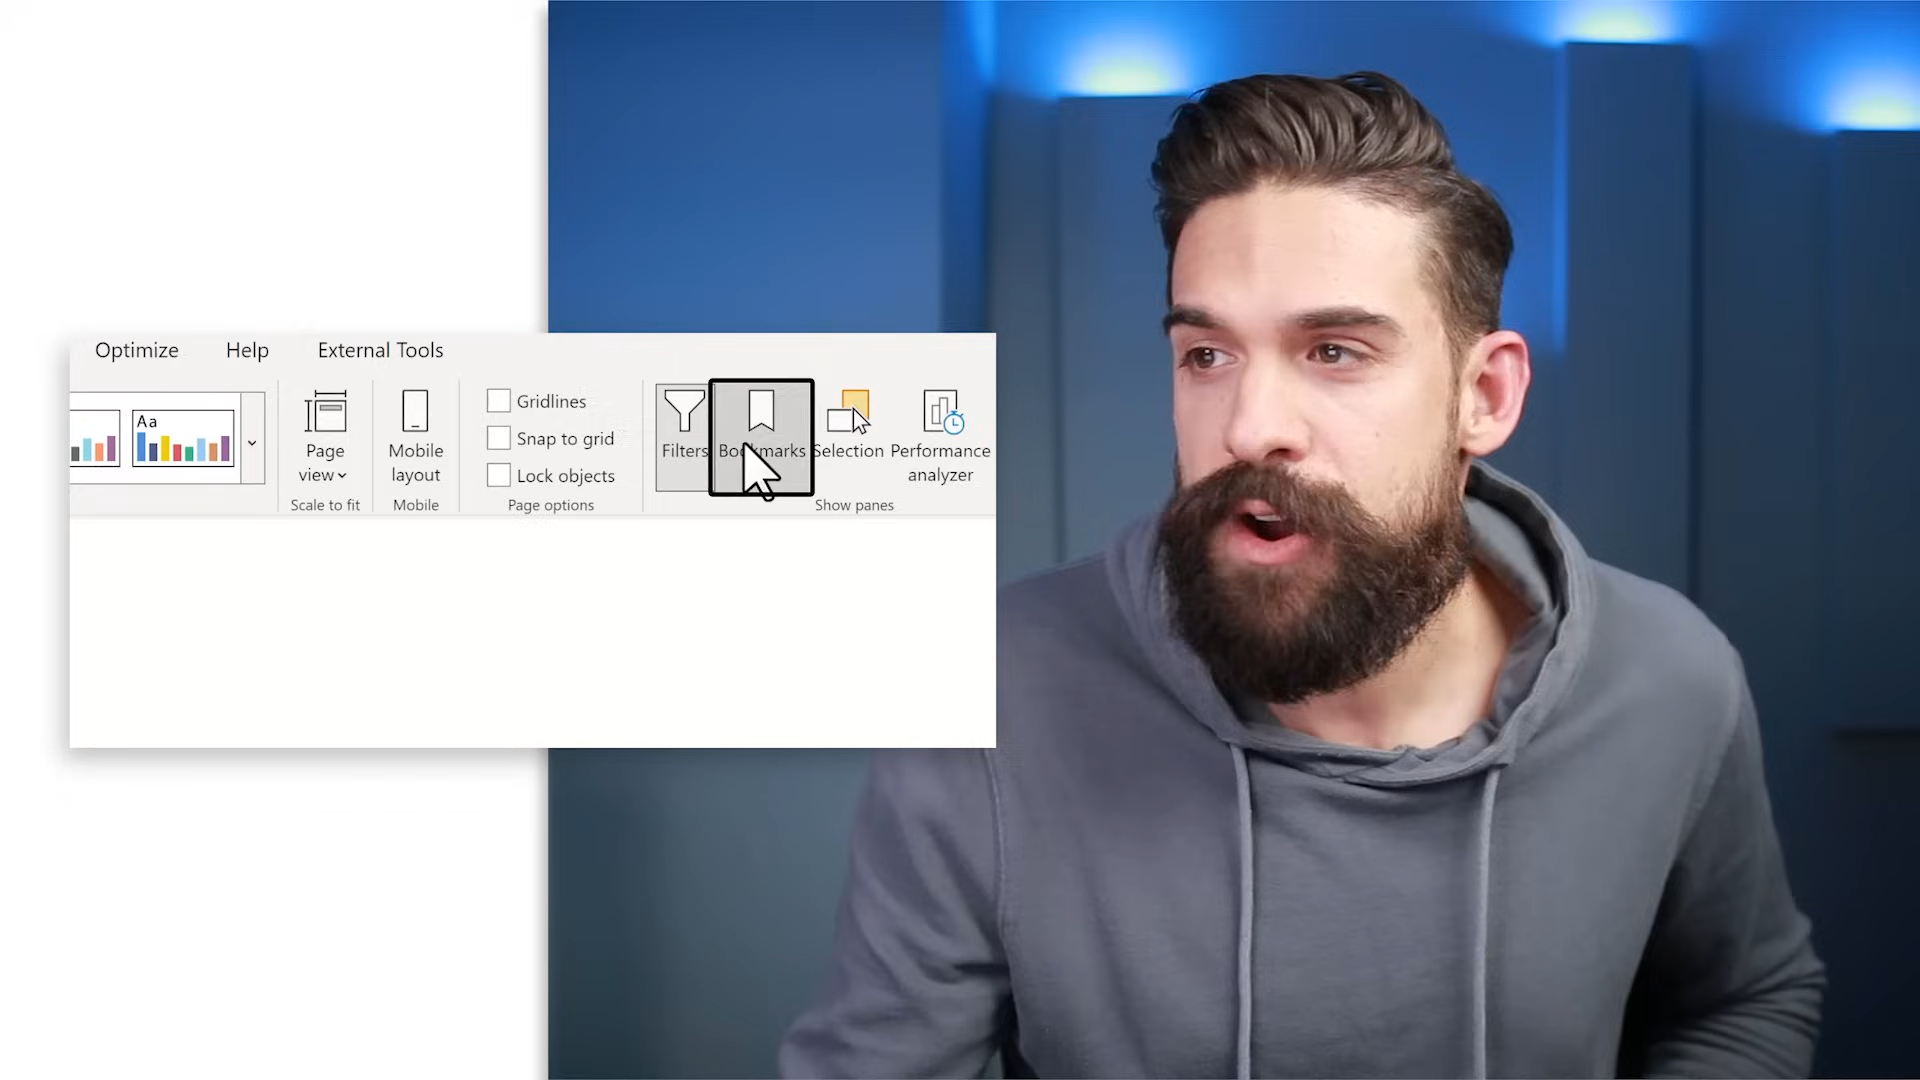 Optimize Help External Tools
Aa
Page view
Mobile layout
Gridlines
Snap to grid
Lock objects
Filters
Bookmarks
Selection
Performance analyzer
Scale to fit
Mobile
Page options
Show panes